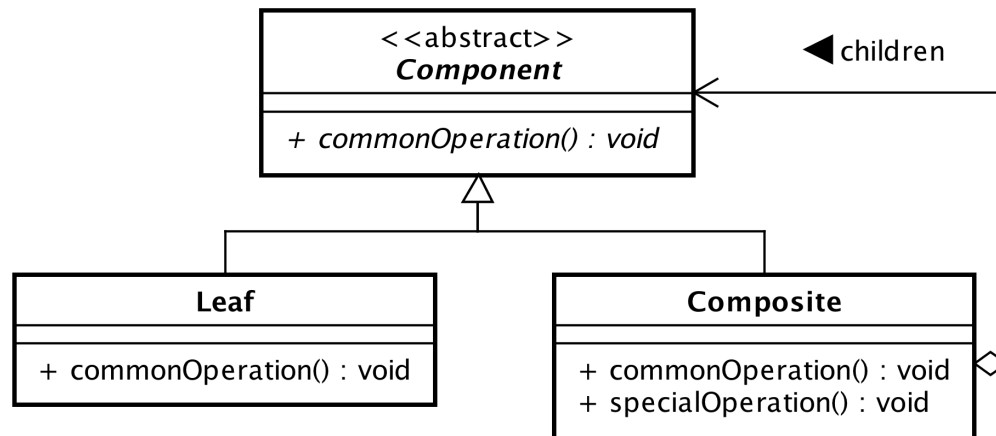 <<abstract>>
Component
◀ children
+ commonOperation() : void
Leaf
+ commonOperation() : void
Composite
+ commonOperation() : void
+ specialOperation() : void